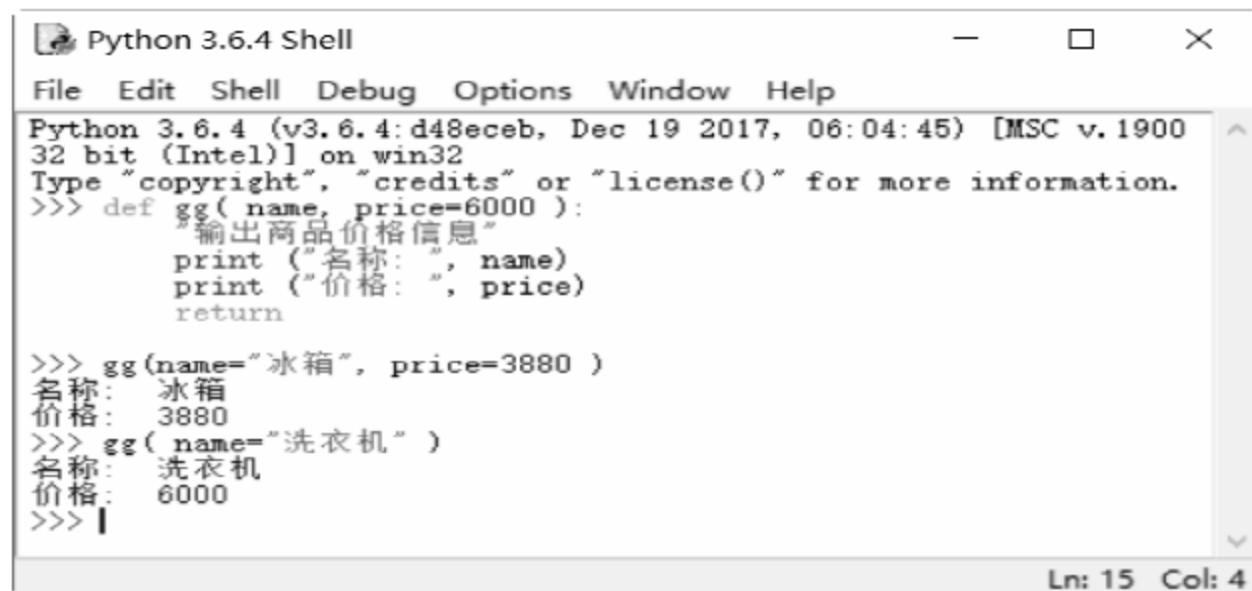 Python 3.6.4 Shell
File Edit Shell Debug Options Window Help
Python 3.6.4 (v3.6.4:d48eceb, Dec 19 2017, 06:04:45) [MSC v.1900
32 bit (Intel)] on win32
Type "copyright", "credits" or "license()" for more information.
>>> def gg( name, price=6000 ):
"输出商品价格信息"
print ("名称: ", name)
print ("价格: ", price)
return
>>> gg(name="冰箱", price=3880 )
名称: 冰箱
价格: 3880
>>> gg( name="洗衣机" )
名称: 洗衣机
价格: 6000
>>>
Ln: 15 Col: 4